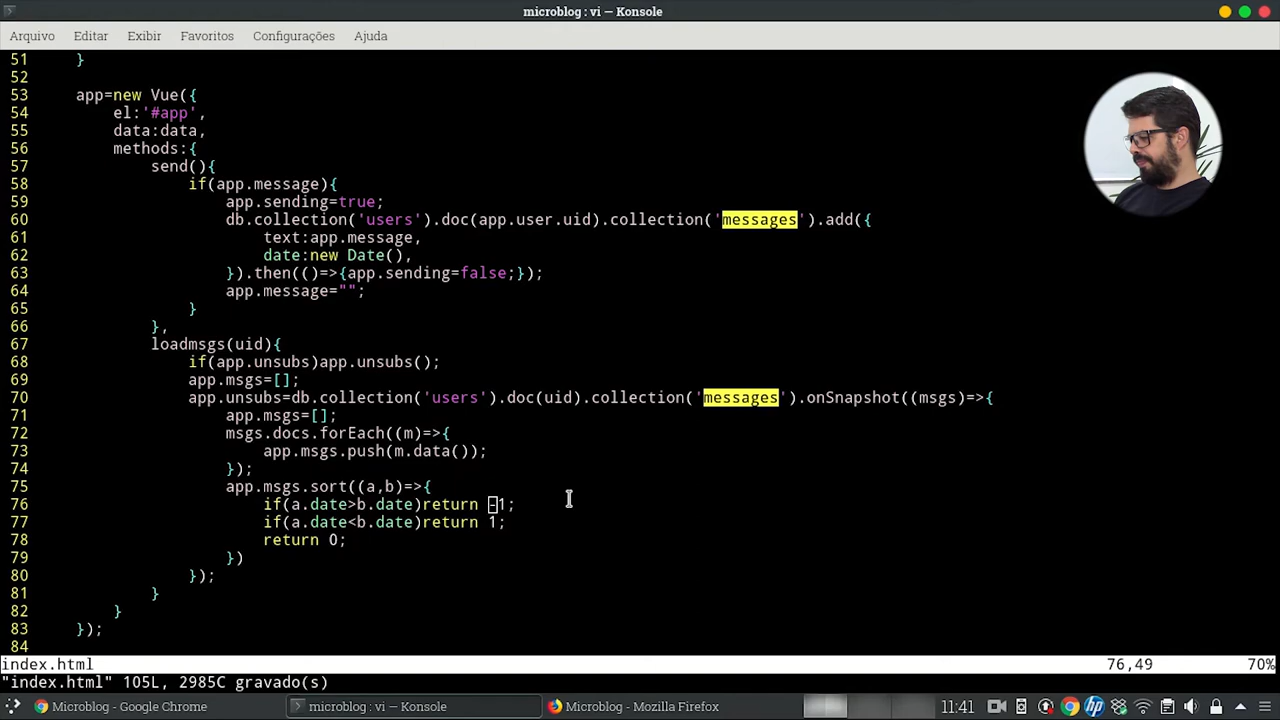 microblog : vi — Konsole
Arquivo Editar Exibir Favoritos Configurações Ajuda
51 }
52
53 app=new Vue({
54 el:'#app',
55 data:data,
56 methods:{
57 send(){
58 if(app.message){
59 app.sending=true;
60 db.collection('users').doc(app.user.uid).collection('messages').add({
61 text:app.message,
62 date:new Date(),
63 }).then(()=>{app.sending=false;});
64 app.message="";
65 }
66 },
67 loadmsgs(uid){
68 if(app.unsubs)app.unsubs();
69 app.msgs=[];
70 app.unsubs=db.collection('users').doc(uid).collection('messages').onSnapshot((msgs)=>{
71 app.msgs=[];
72 msgs.docs.forEach((m)=>{
73 app.msgs.push(m.data());
74 });
75 app.msgs.sort((a,b)=>{
76 if(a.date>b.date)return -1;
77 if(a.date<b.date)return 1;
78 return 0;
79 })
80 });
81 }
82 }
83 });
84
index.html 76,49 70%
"index.html" 105L, 2985C gravado(s)
Microblog - Google Chrome microblog : vi — Konsole Microblog - Mozilla Firefox 11:41